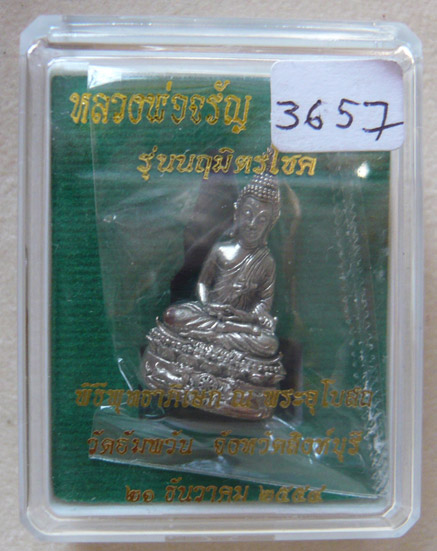 หลวงพ่อจรัญ
3657
รุ่นนฤมิตรโชค
พิธีพุทธาภิเษก ณ พระอุโบสถ
วัดอัมพวัน จังหวัดสิงห์บุรี
๒๑ ธันวาคม ๒๕๕๔